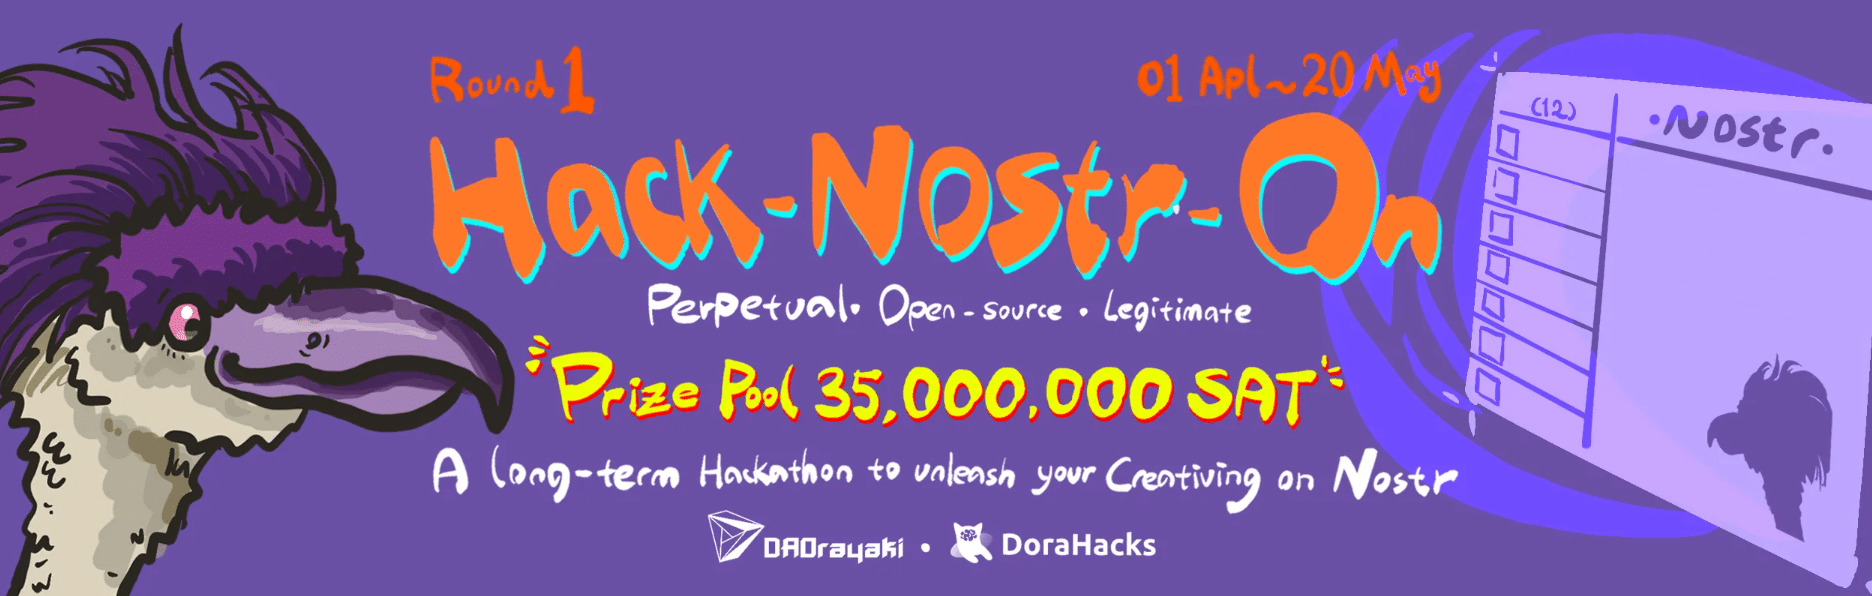 Round 1
01 Apl~20 May
Hack-Nostr-On
Perpetual. Open-source • Legitimate
Prize Pool 35,000,000 SAT
A long-term Hackathon to unleash your Creativing on Nostr
DAOrayaki • DoraHacks
(12)
•Nostr•